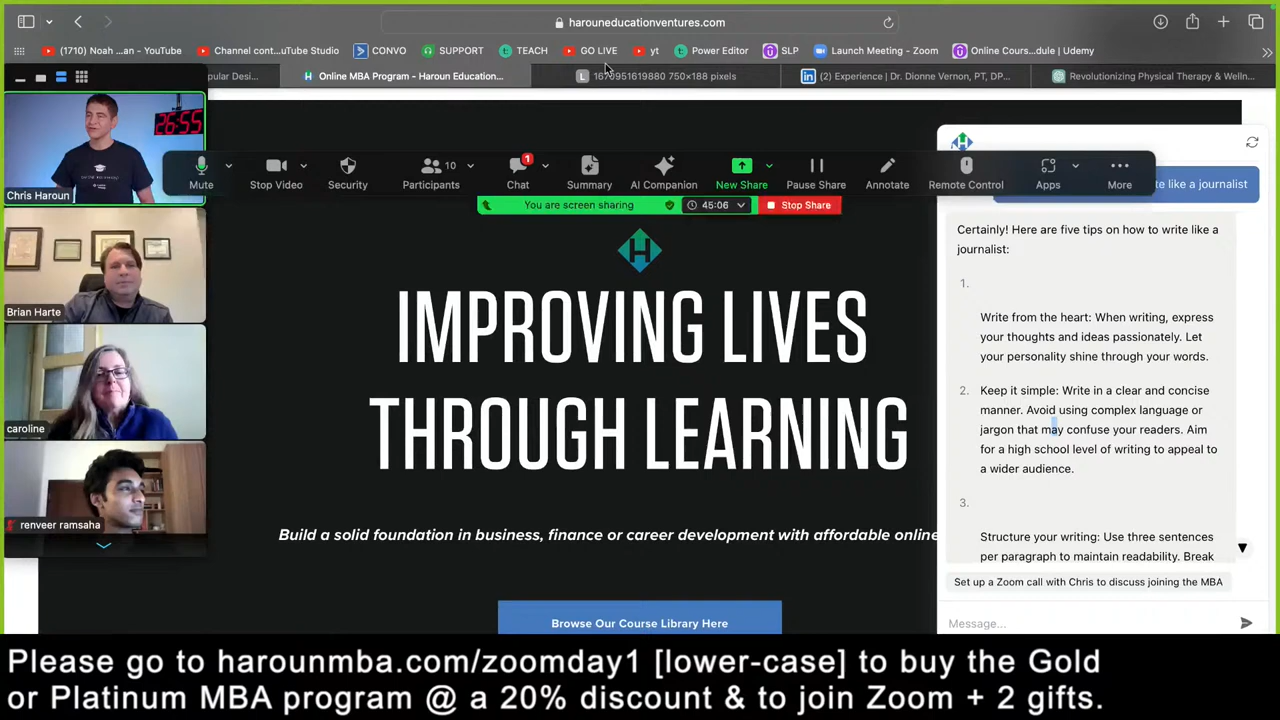 harouneducationventures.com
(1710) Noah ...an - YouTube
Channel cont...uTube Studio
CONVO
SUPPORT
TEACH
GO LIVE
yt
Power Editor
SLP
Launch Meeting - Zoom
Online Cours...dule | Udemy
pular Desi...
Online MBA Program - Haroun Education...
L
1679951619880 750×188 pixels
(2) Experience | Dr. Dionne Vernon, PT, DP...
Revolutionizing Physical Therapy & Welln...
26:55
Chris Haroun
Mute
Stop Video
Security
10
Participants
1
Chat
Summary
AI Companion
New Share
Pause Share
Annotate
Remote Control
Apps
More
You are screen sharing
45:06
Stop Share
te like a journalist
Certainly! Here are five tips on how to write like a
journalist:
1.
Write from the heart: When writing, express
your thoughts and ideas passionately. Let
your personality shine through your words.
2. Keep it simple: Write in a clear and concise
manner. Avoid using complex language or
jargon that may confuse your readers. Aim
for a high school level of writing to appeal to
a wider audience.
3.
Structure your writing: Use three sentences
per paragraph to maintain readability. Break
Set up a Zoom call with Chris to discuss joining the MBA
Message...
Brian Harte
caroline
renveer ramsaha
H
IMPROVING LIVES
THROUGH LEARNING
Build a solid foundation in business, finance or career development with affordable online
Browse Our Course Library Here
Please go to harounmba.com/zoomday1 [lower-case] to buy the Gold
or Platinum MBA program @ a 20% discount & to join Zoom + 2 gifts.